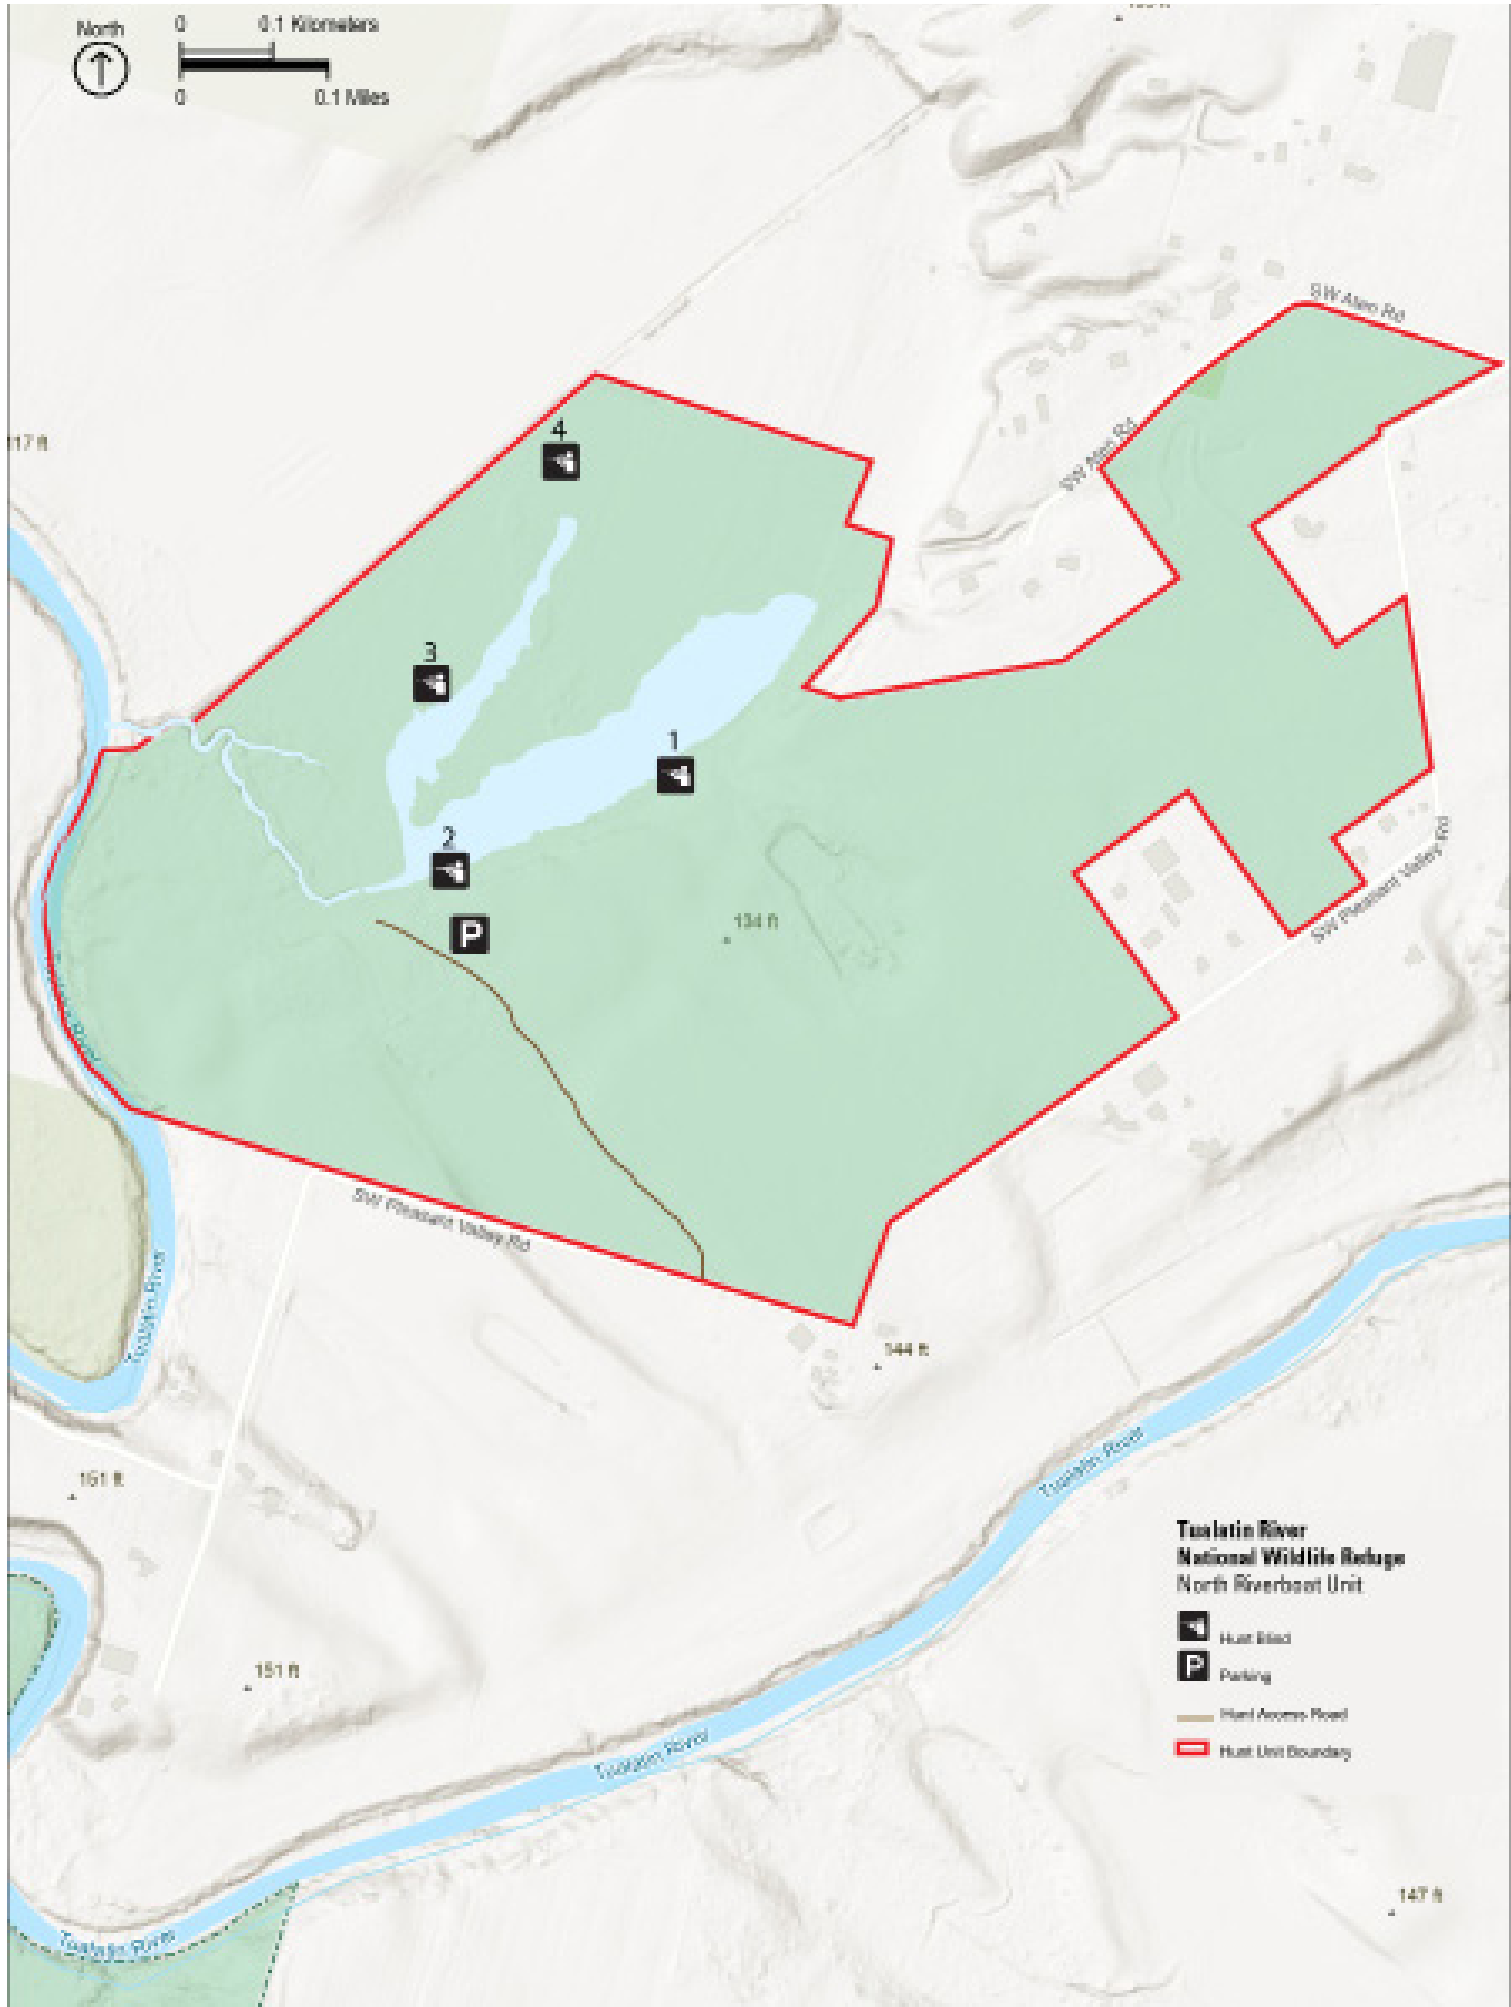 North
0 0.1 Kilometers
0 0.1 Miles
SW Aten Rd
117 ft
4
SW Aten Rd
3
1
2
SW Pleasant Valley Rd
P
134 ft
SW Pleasant Valley Rd
Tualatin River
144 ft
Tualatin River
151 ft
Tualatin River
National Wildlife Refuge
North Riverboat Unit
Hunt Blind
P Parking
Hunt Access Road
Hunt Unit Boundary
151 ft
Tualatin River
147 ft
Tualatin River